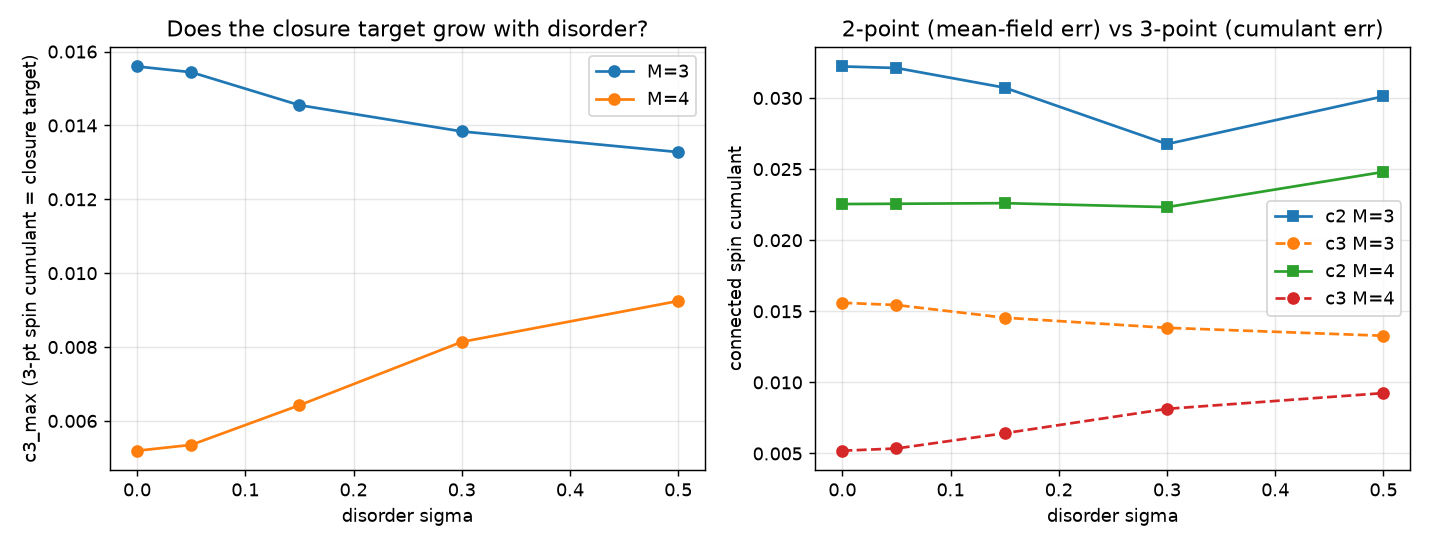 Does the closure target grow with disorder?
c3_max (3-pt spin cumulant = closure target)
0.016
0.014
0.012
0.010
0.008
0.006
M=3
M=4
0.0 0.1 0.2 0.3 0.4 0.5
disorder sigma
2-point (mean-field err) vs 3-point (cumulant err)
connected spin cumulant
0.030
0.025
0.020
0.015
0.010
0.005
c2 M=3
c3 M=3
c2 M=4
c3 M=4
0.0 0.1 0.2 0.3 0.4 0.5
disorder sigma